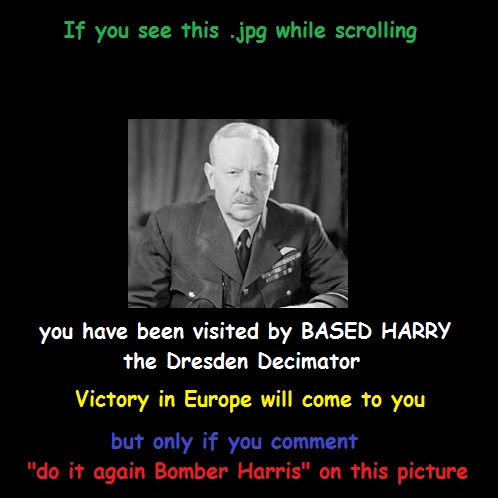 If you see this .jpg while scrolling
you have been visited by BASED HARRY
the Dresden Decimator
Victory in Europe will come to you
but only if you comment
"do it again Bomber Harris" on this picture